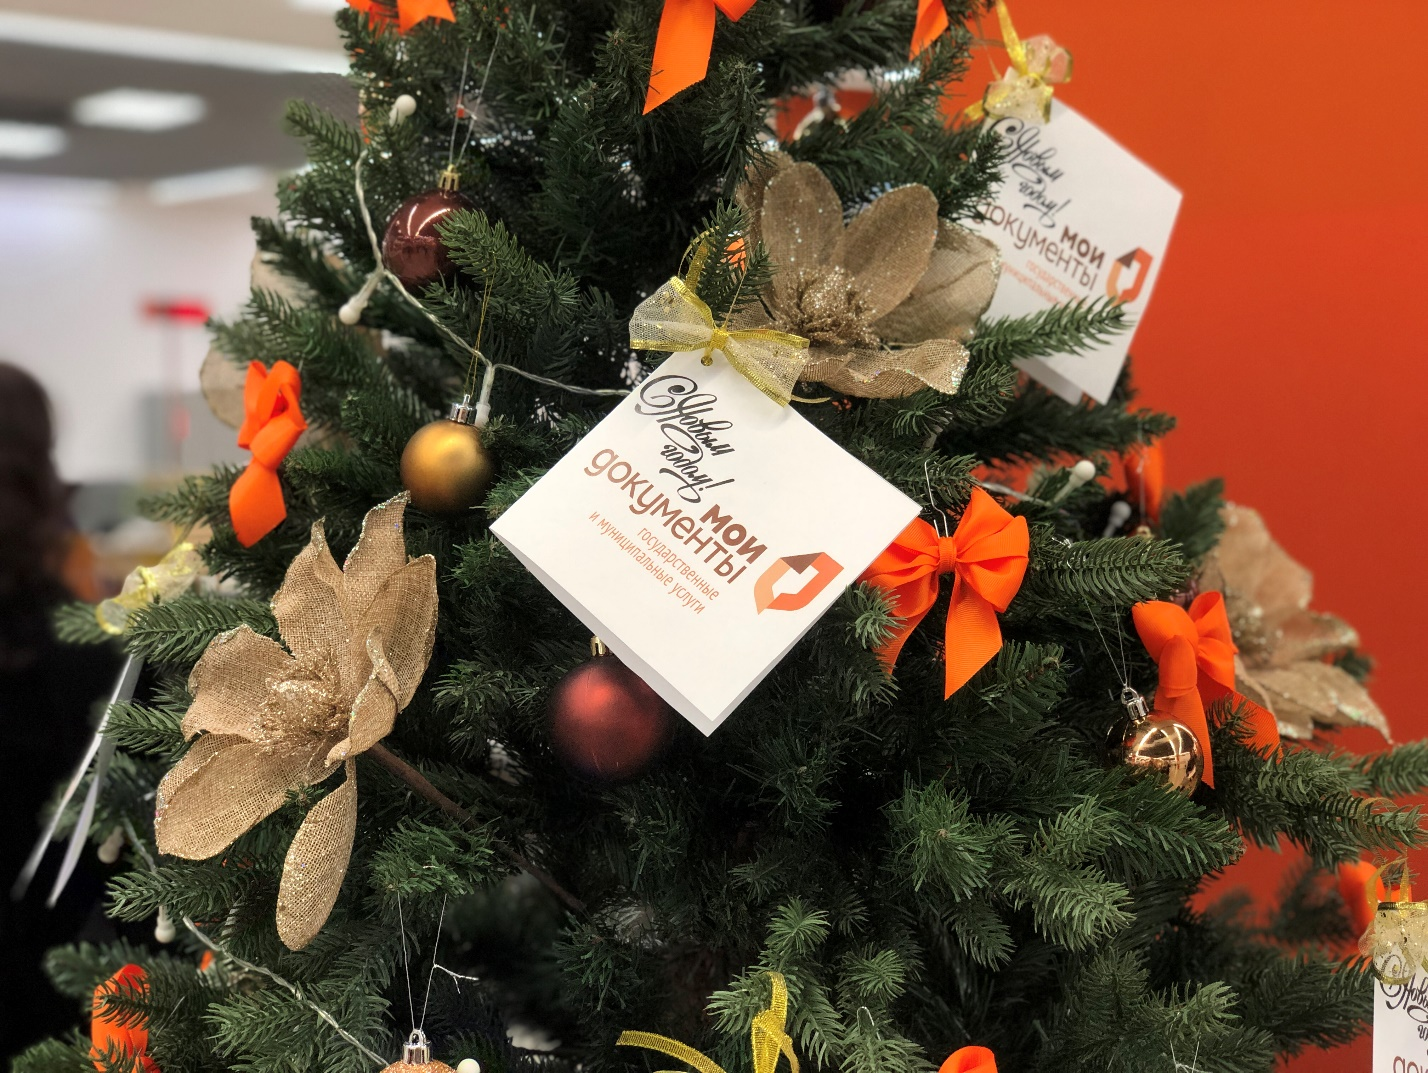 С Новым
годом!
мои
документы
государственные
и муниципальные услуги
С Новым
годом!
мои
документы